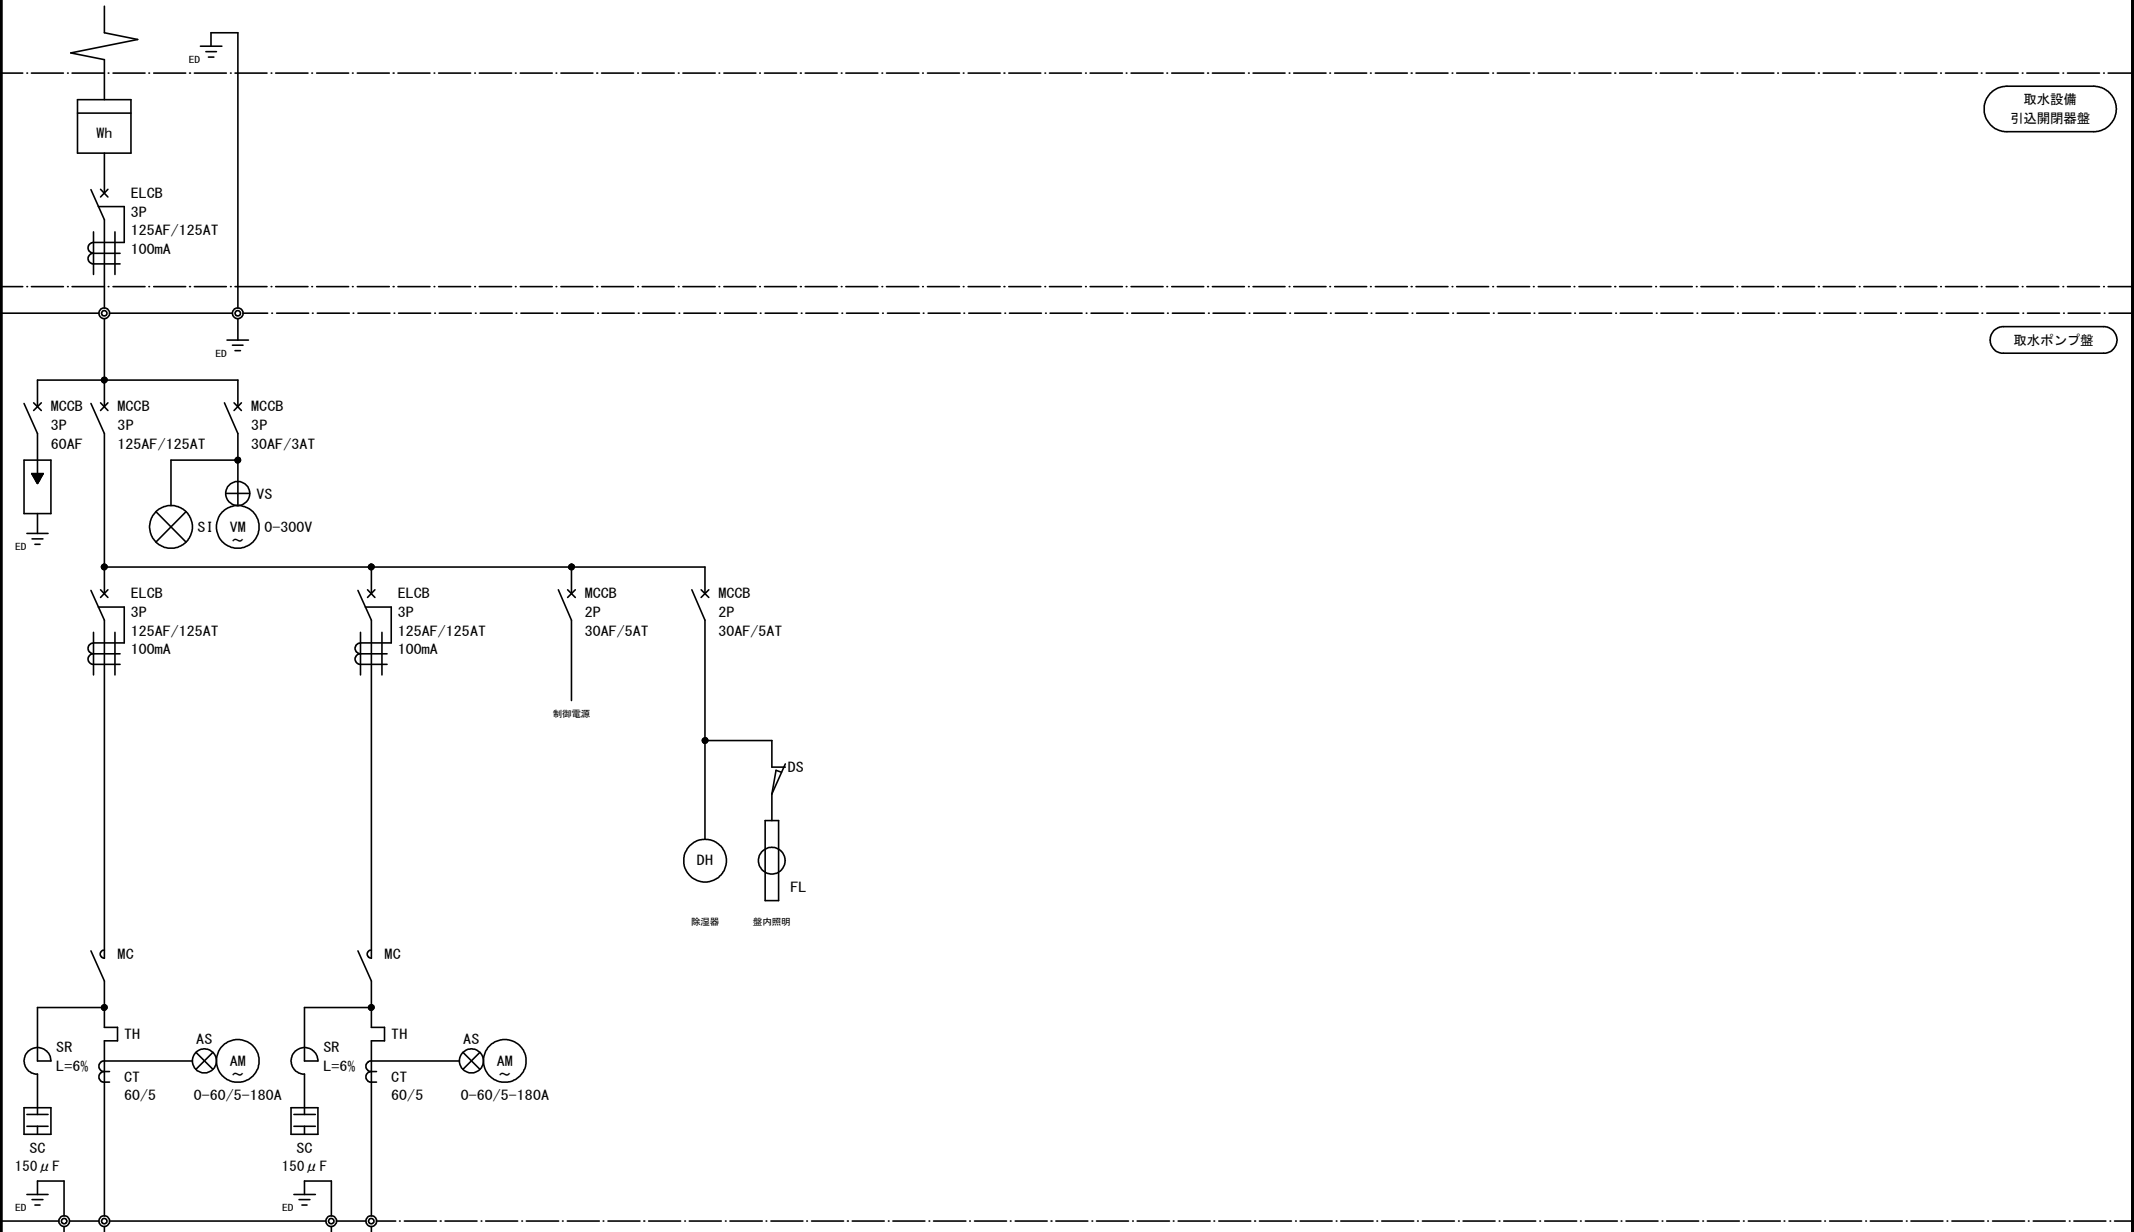 ED
取水設備
引込開閉器盤
Wh
ELCB
3P
125AF/125AT
100mA
ED
取水ポンプ盤
MCCB
3P
60AF
MCCB
3P
125AF/125AT
MCCB
3P
30AF/3AT
VS
SI
VM
~
0-300V
ED
ELCB
3P
125AF/125AT
100mA
ELCB
3P
125AF/125AT
100mA
MCCB
2P
30AF/5AT
MCCB
2P
30AF/5AT
制御電源
DS
DH
FL
除湿器
盤内照明
MC
MC
TH
SR
L=6%
AS
AM
~
CT
60/5
0-60/5-180A
SC
150μF
ED
TH
SR
L=6%
AS
AM
~
CT
60/5
0-60/5-180A
SC
150μF
ED